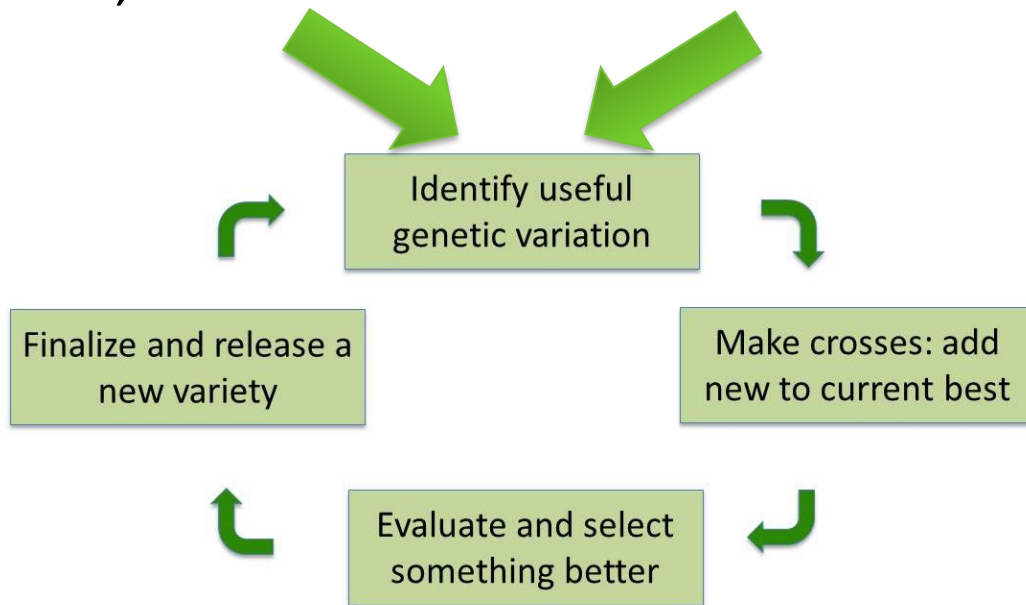 Identify useful
genetic variation
Finalize and release a
new variety
Make crosses: add
new to current best
Evaluate and select
something better